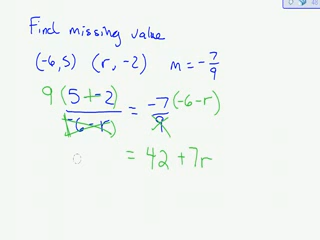 Find missing value
(-6, 5) (r, -2) m = -7/9
9 (5 + -2) / (-6 - r) = -7/9 (-6 - r)
= 42 + 7r